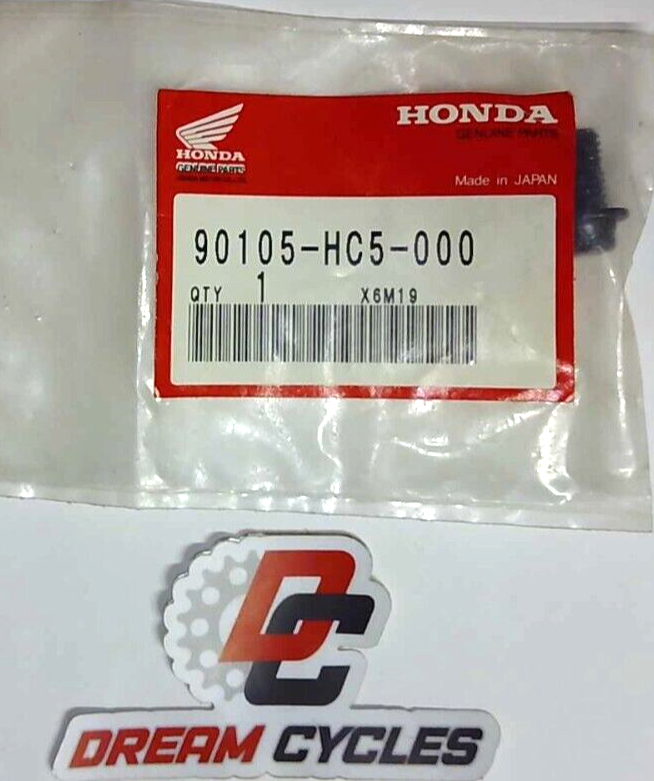 HONDA
GENUINE PARTS
HONDA
GENUINE PARTS
Made in JAPAN
90105-HC5-000
QTY 1 X6M19
DC
DREAM CYCLES